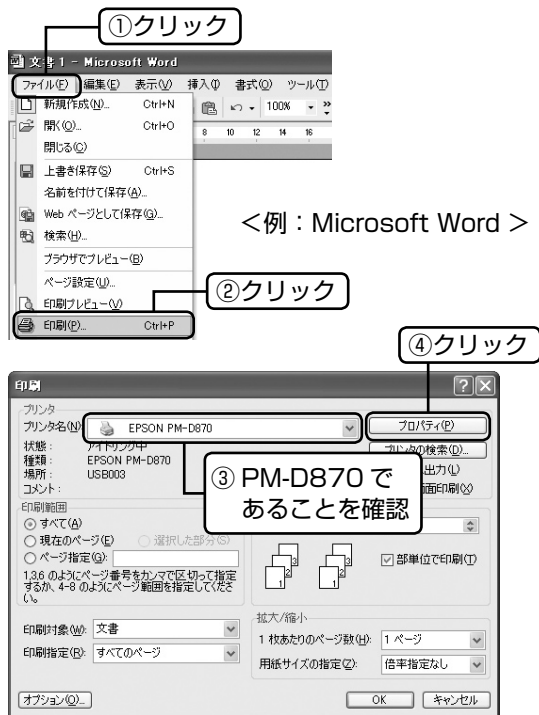 ①クリック
文書 1 - Microsoft Word
ファイル(F) 編集(E) 表示(V) 挿入(I) 書式(O) ツール(T)
新規作成(N)... Ctrl+N
100%
開く(O)... Ctrl+O
8 10 12 14 16
閉じる(C)
上書き保存(S) Ctrl+S
名前を付けて保存(A)...
Web ページとして保存(G)...
検索(H)...
<例:Microsoft Word >
ブラウザでプレビュー(B)
ページ設定(U)...
②クリック
印刷プレビュー(V)
印刷(P)... Ctrl+P
④クリック
印刷
プリンタ
プリンタ名(N) EPSON PM-D870 プロパティ(P)
状態: アイドリング中 プリンタの検索(D)...
種類: EPSON PM-D870 出力(L)
場所: USB003 面印刷(X)
コメント:
③ PM-D870 で
あることを確認
印刷範囲
すべて(A)
現在のページ(E) 選択した部分(S) 部単位で印刷(T)
ページ指定(G):
1,3,6 のようにページ番号をカンマで区切って指定
するか、4-8 のようにページ範囲を指定してくださ
い。
1 2 3 1 2 3
拡大/縮小
印刷対象(W): 文書 1 枚あたりのページ数(H): 1 ページ
印刷指定(R): すべてのページ 用紙サイズの指定(Z): 倍率指定なし
オプション(O)... OK キャンセル